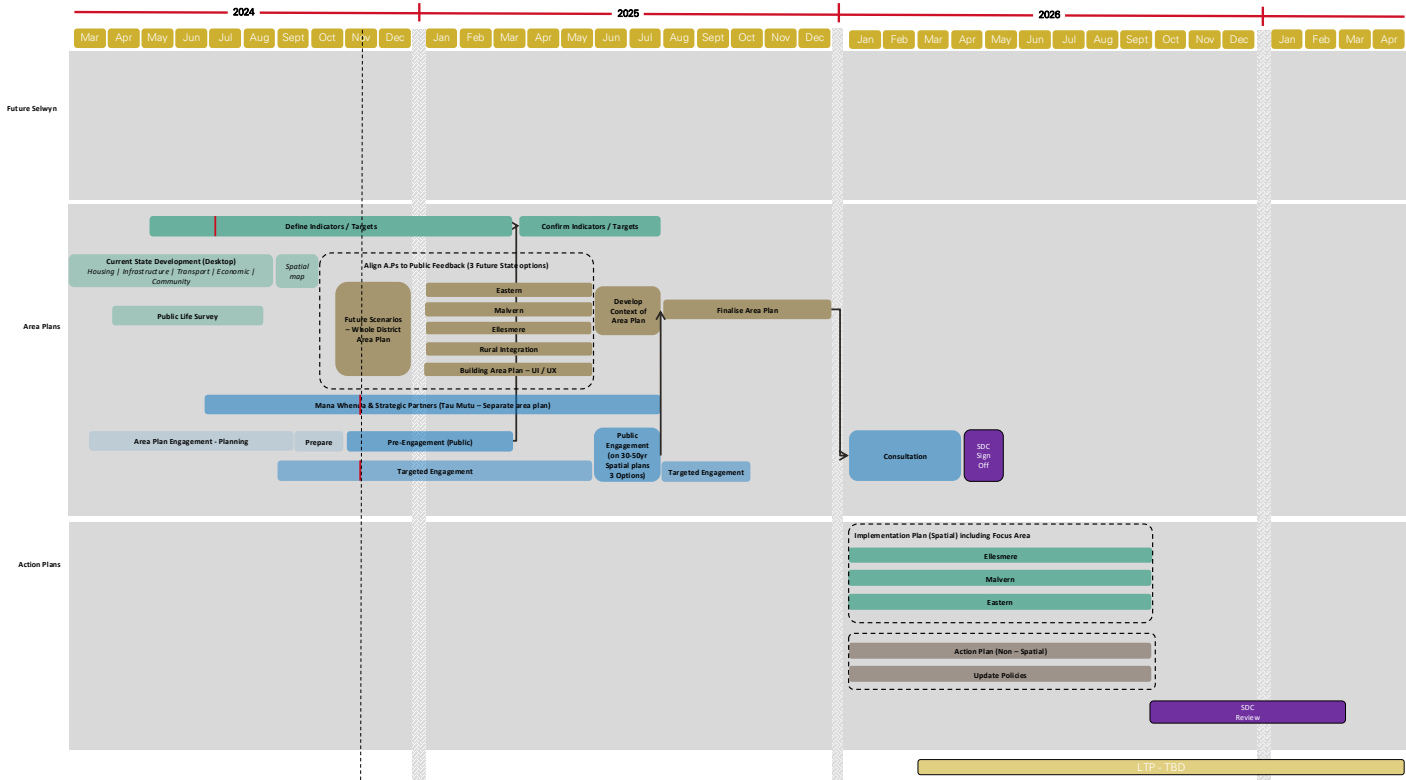 2024
2025
2026
Mar Apr May Jun Jul Aug Sept Oct Nov Dec Jan Feb Mar Apr May Jun Jul Aug Sept Oct Nov Dec Jan Feb Mar Apr May Jun Jul Aug Sept Oct Nov Dec Jan Feb Mar Apr
Future Selwyn
Area Plans
Define Indicators / Targets
Confirm Indicators / Targets
Current State Development (Desktop)
Housing | Infrastructure | Transport | Economic |
Community
Spatial
map
Align A.Ps to Public Feedback (3 Future State options)
Public Life Survey
Future Scenarios
– Whole District
Area Plan
Eastern
Malvern
Ellesmere
Rural Integration
Building Area Plan – UI / UX
Develop
Context of
Area Plan
Finalise Area Plan
Mana Whenua & Strategic Partners (Tau Mutu – Separate area plan)
Area Plan Engagement - Planning
Prepare
Pre-Engagement (Public)
Public
Engagement
(on 30-50yr
Spatial plans
3 Options)
Targeted Engagement
Targeted Engagement
Consultation
SDC
Sign
Off
Action Plans
Implementation Plan (Spatial) including Focus Area
Ellesmere
Malvern
Eastern
Action Plan (Non – Spatial)
Update Policies
SDC
Review
LTP - TBD